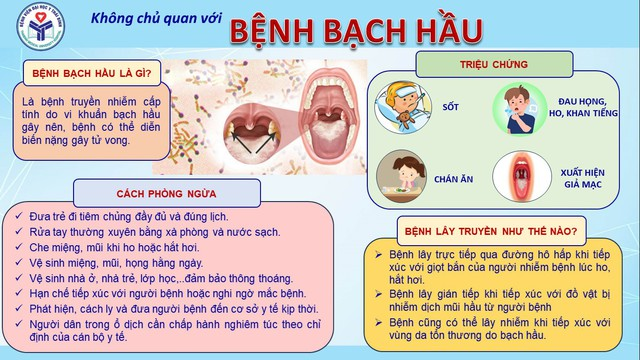 BỆNH VIỆN ĐẠI HỌC Y THÁI BÌNH
Không chủ quan với
BỆNH BẠCH HẦU
BỆNH BẠCH HẦU LÀ GÌ?
Là bệnh truyền nhiễm cấp
tính do vi khuẩn bạch hầu
gây nên, bệnh có thể diễn
biến nặng gây tử vong.
TRIỆU CHỨNG
SỐT
ĐAU HỌNG,
HO, KHAN TIẾNG
CHÁN ĂN
XUẤT HIỆN
GIẢ MẠC
CÁCH PHÒNG NGỪA
✓ Đưa trẻ đi tiêm chủng đầy đủ và đúng lịch.
✓ Rửa tay thường xuyên bằng xà phòng và nước sạch.
✓ Che miệng, mũi khi ho hoặc hắt hơi.
✓ Vệ sinh miệng, mũi, họng hằng ngày.
✓ Vệ sinh nhà ở, nhà trẻ, lớp học,..đảm bảo thông thoáng.
✓ Hạn chế tiếp xúc với người bệnh hoặc nghi ngờ mắc bệnh.
✓ Phát hiện, cách ly và đưa người bệnh đến cơ sở y tế kịp thời.
✓ Người dân trong ổ dịch cần chấp hành nghiêm túc theo chỉ
định của cán bộ y tế.
BỆNH LÂY TRUYỀN NHƯ THẾ NÀO?
➢ Bệnh lây trực tiếp qua đường hô hấp khi tiếp
xúc với giọt bắn của người nhiễm bệnh lúc ho,
hắt hơi.
➢ Bệnh lây gián tiếp khi tiếp xúc với đồ vật bị
nhiễm dịch mũi hầu từ người bệnh
➢ Bệnh cũng có thể lây nhiễm khi tiếp xúc với
vùng da tổn thương do bạch hầu.